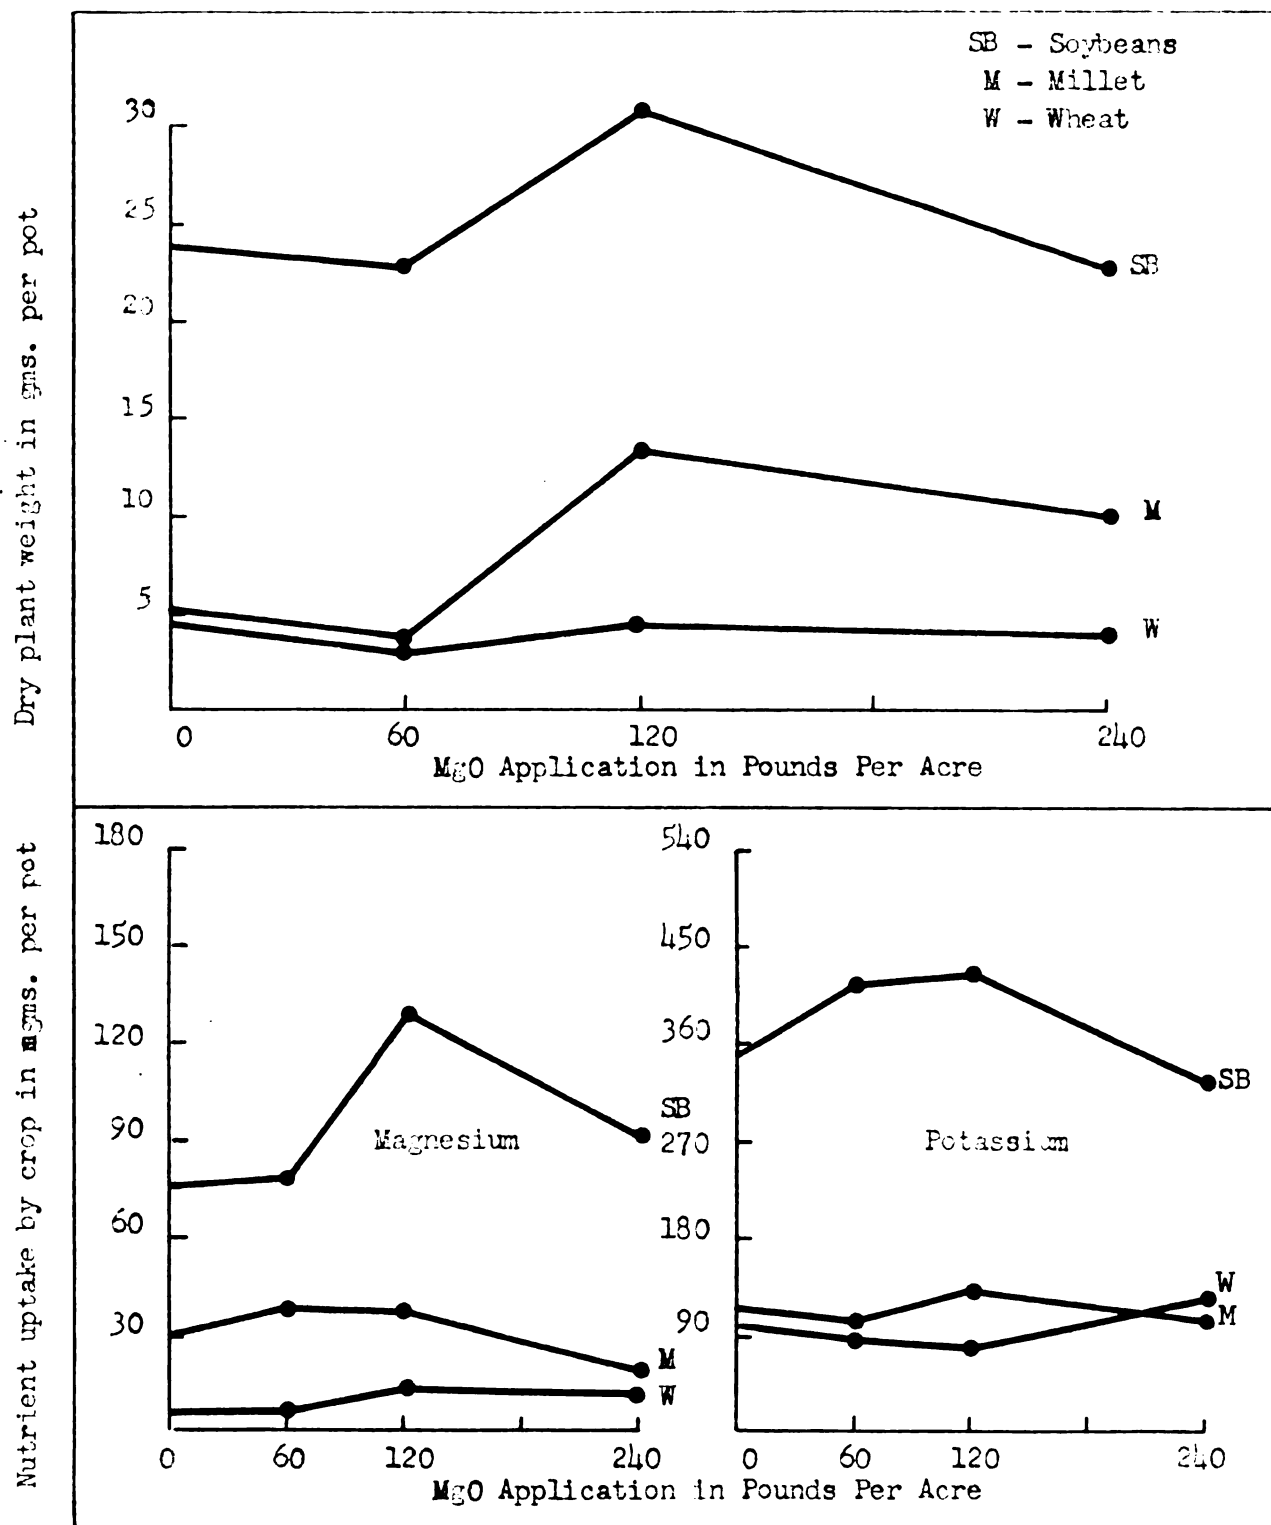 SB - Soybeans
M - Millet
W - Wheat
Dry plant weight in gms. per pot
30
25
20
15
10
5
SB
M
W
0 60 120 240
MgO Application in Pounds Per Acre
Nutrient uptake by crop in mgms. per pot
180
150
120
90
60
30
Magnesium
SB
M
W
0 60 120 240
540
450
360
270
180
90
Potassium
SB
W
M
0 60 120 240
MgO Application in Pounds Per Acre